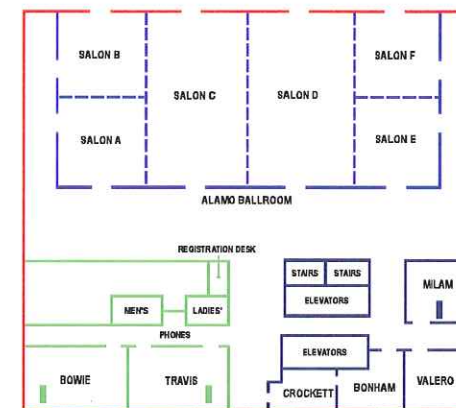 SALON B
SALON F
SALON C
SALON D
SALON A
SALON E
ALAMO BALLROOM
REGISTRATION DESK
STAIRS STAIRS
ELEVATORS
MILAM
MEN'S
LADIES'
PHONES
ELEVATORS
BOWIE
TRAVIS
CROCKETT
BONHAM
VALERO